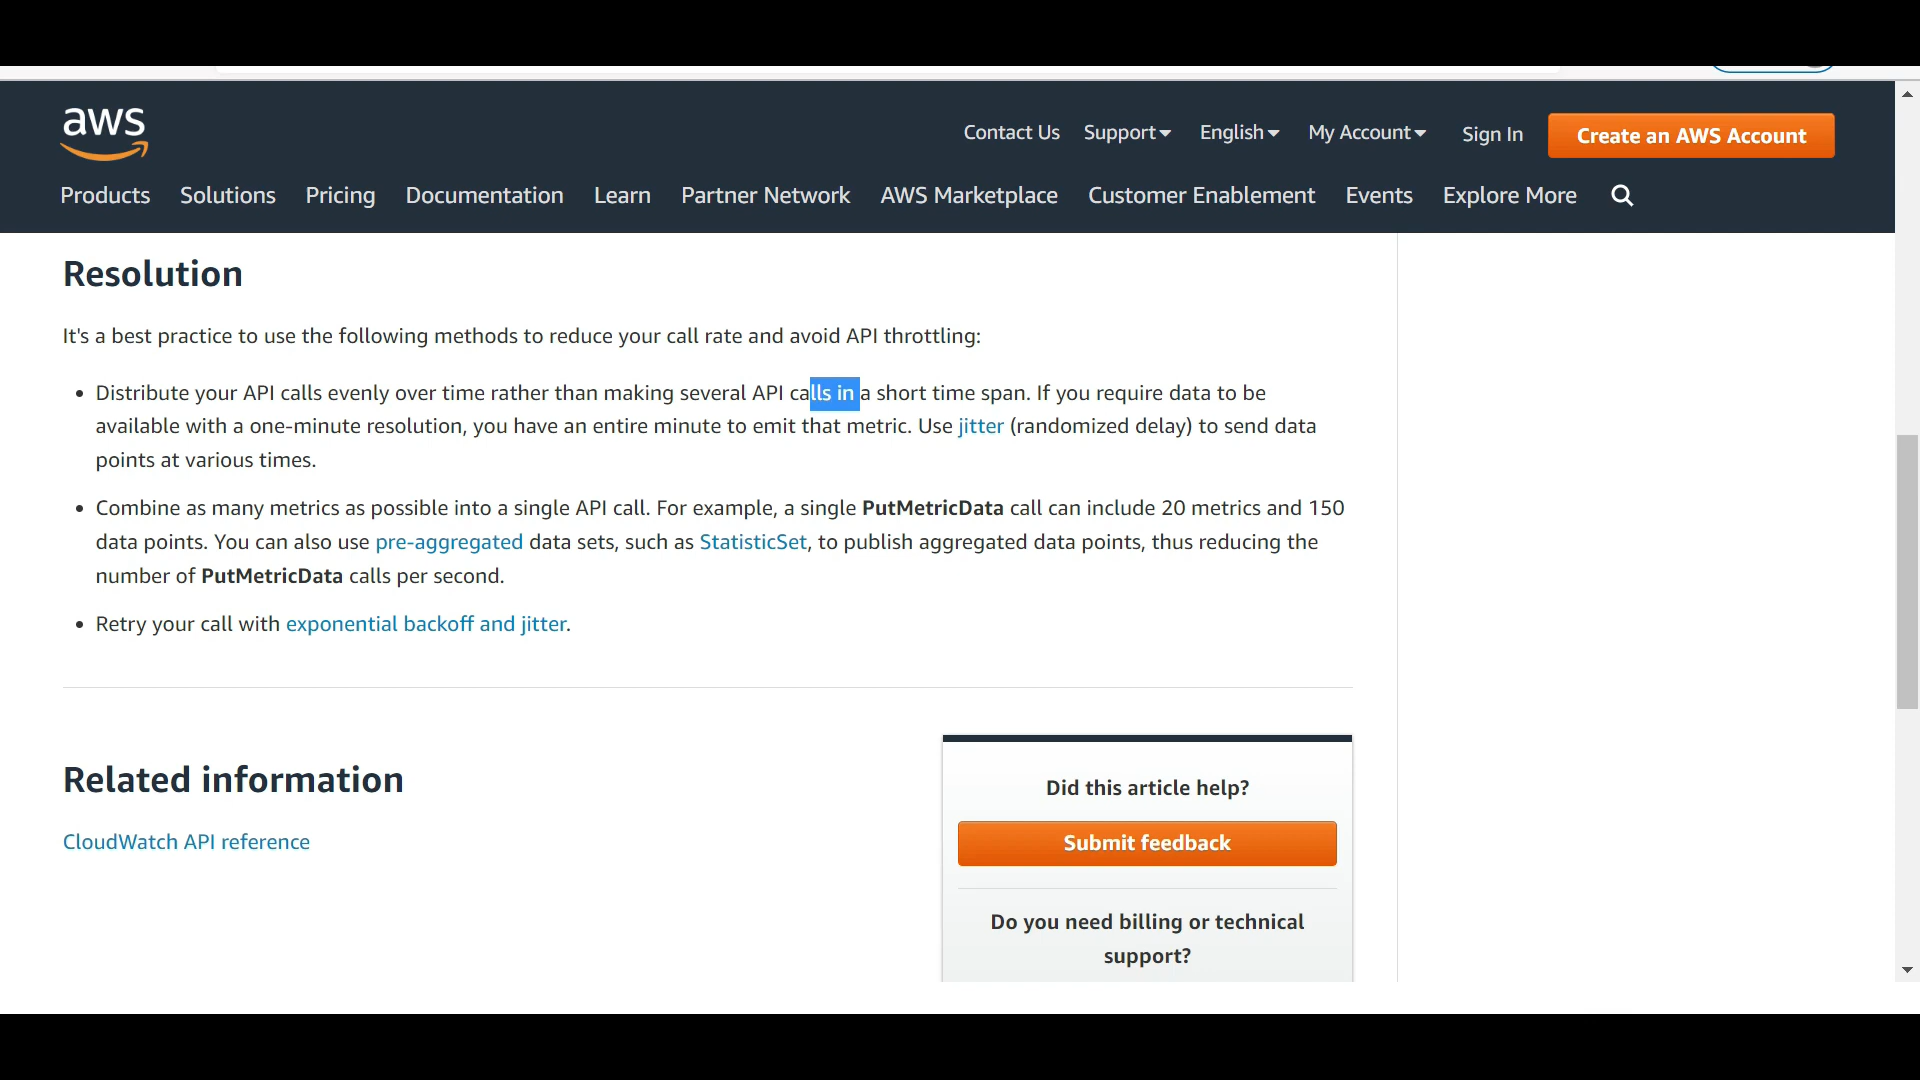 aws
Contact Us Support English My Account Sign In Create an AWS Account
Products Solutions Pricing Documentation Learn Partner Network AWS Marketplace Customer Enablement Events Explore More
Resolution
It's a best practice to use the following methods to reduce your call rate and avoid API throttling:
• Distribute your API calls evenly over time rather than making several API calls in a short time span. If you require data to be
available with a one-minute resolution, you have an entire minute to emit that metric. Use jitter (randomized delay) to send data
points at various times.
• Combine as many metrics as possible into a single API call. For example, a single PutMetricData call can include 20 metrics and 150
data points. You can also use pre-aggregated data sets, such as StatisticSet, to publish aggregated data points, thus reducing the
number of PutMetricData calls per second.
• Retry your call with exponential backoff and jitter.
Related information
CloudWatch API reference
Did this article help?
Submit feedback
Do you need billing or technical
support?